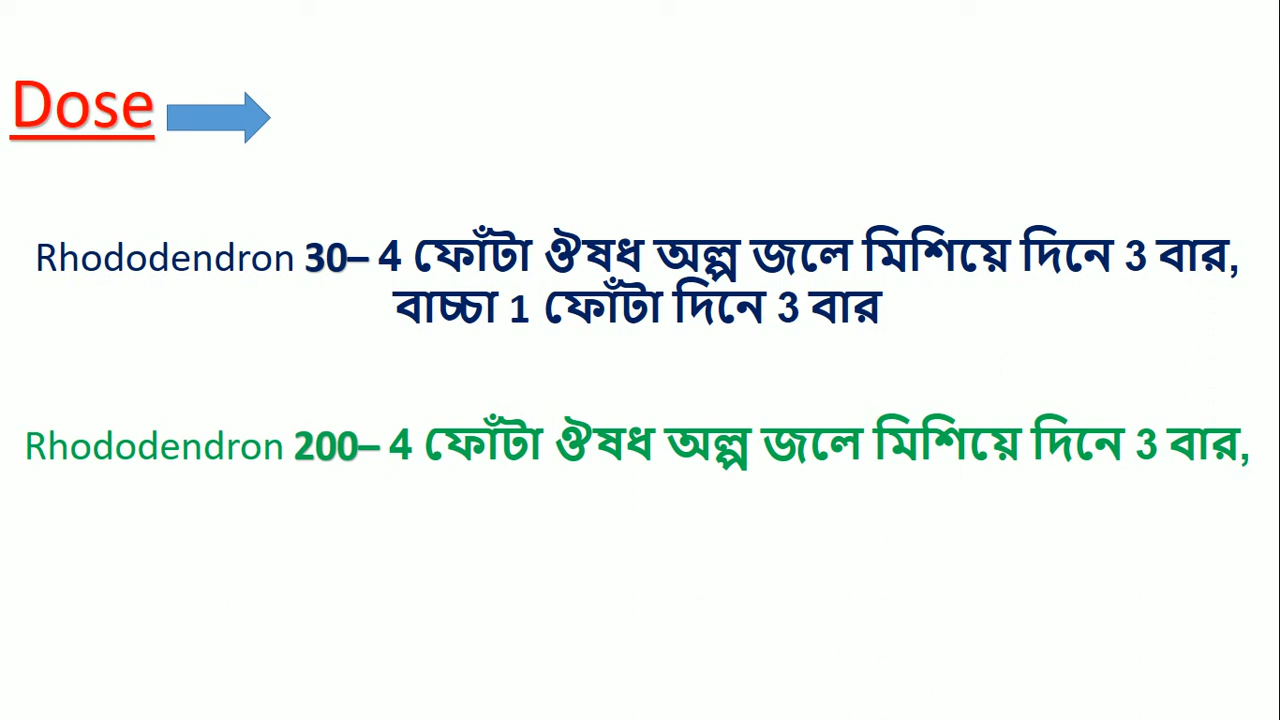 Dose
Rhododendron 30– 4 ফোঁটা ঔষধ অল্প জলে মিশিয়ে দিনে 3 বার,
বাচ্চা 1 ফোঁটা দিনে 3 বার
Rhododendron 200– 4 ফোঁটা ঔষধ অল্প জলে মিশিয়ে দিনে 3 বার,